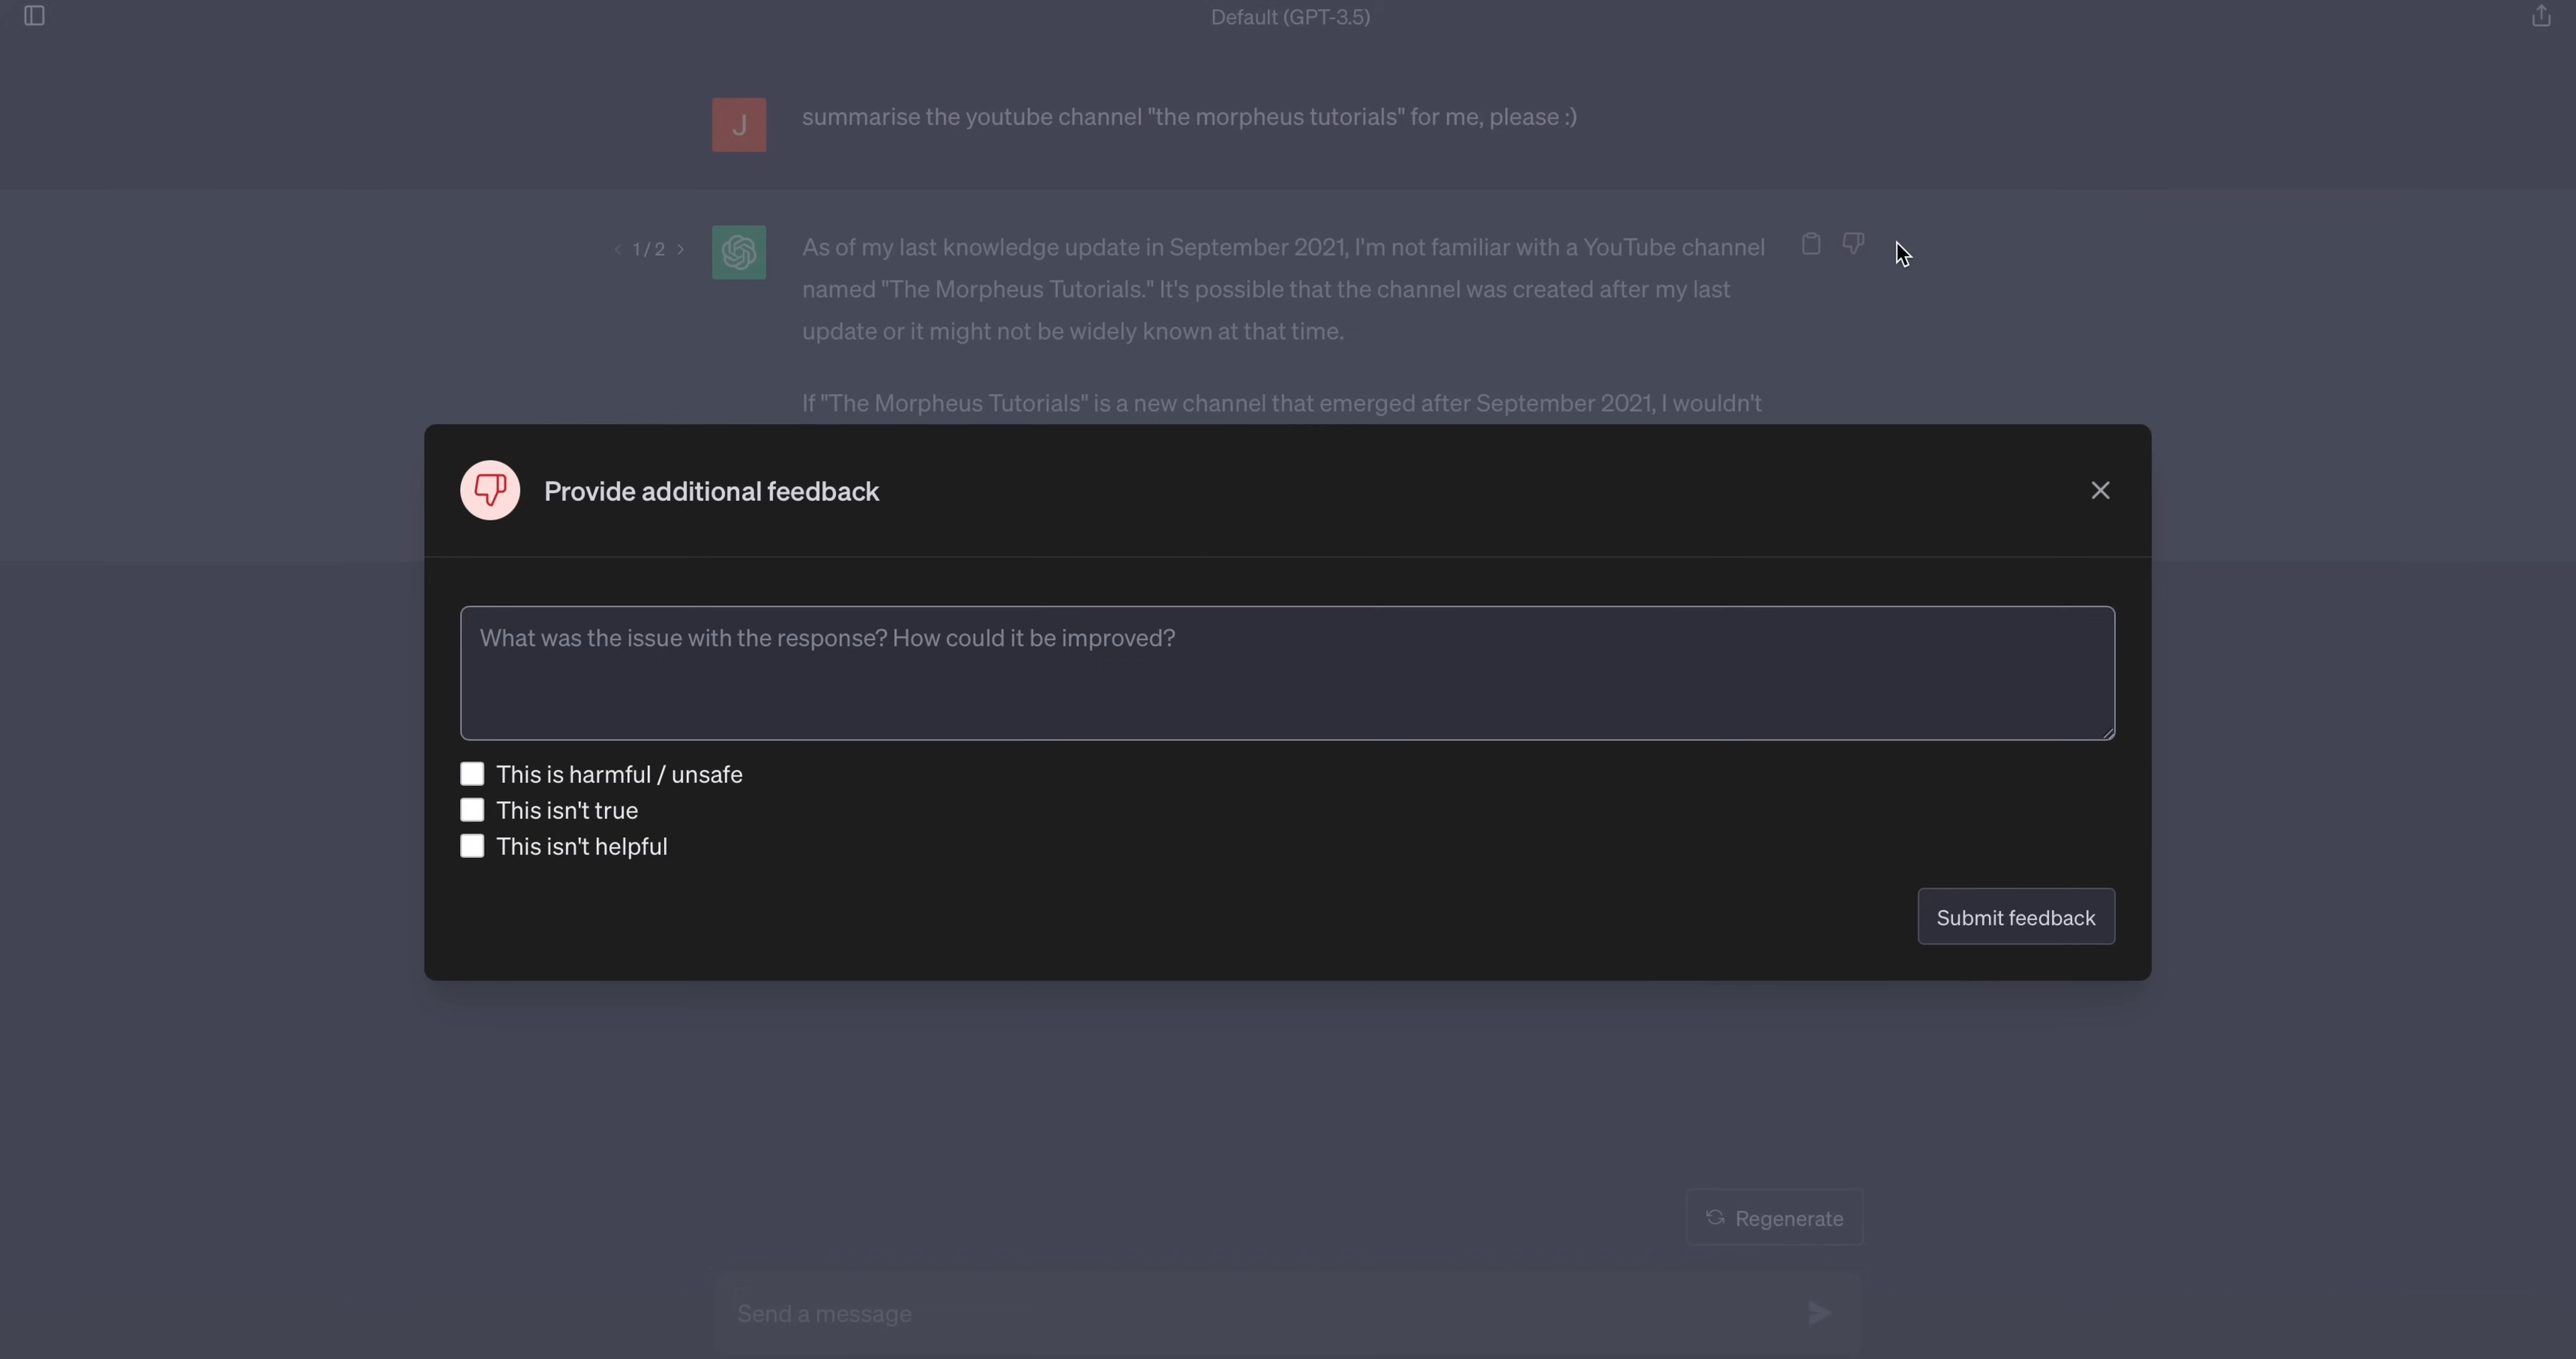 Default (GPT-3.5)
J
summarise the youtube channel "the morpheus tutorials" for me, please :)
< 1 / 2 >
As of my last knowledge update in September 2021, I'm not familiar with a YouTube channel
named "The Morpheus Tutorials." It's possible that the channel was created after my last
update or it might not be widely known at that time.
If "The Morpheus Tutorials" is a new channel that emerged after September 2021, I wouldn't
Provide additional feedback
What was the issue with the response? How could it be improved?
This is harmful / unsafe
This isn't true
This isn't helpful
Submit feedback
Regenerate
Send a message